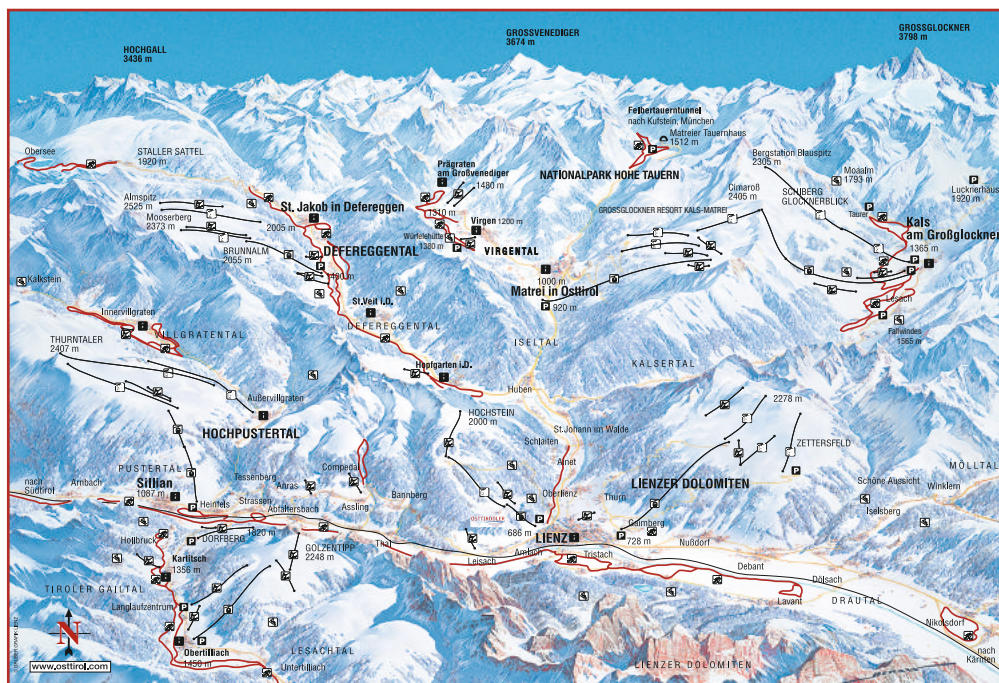 HOCHGALL
3436 m
GROSSVENEDIGER
3674 m
GROSSGLOCKNER
3798 m
Felbertauerntunnel
nach Kufstein, München
Matreier Tauernhaus
1512 m
Obersee
STALLER SATTEL
1920 m
Prägraten
am Großvenediger
1480 m
NATIONALPARK HOHE TAUERN
Bergstation Blauspitz
2305 m
Moaalm
1793 m
Lucknerhaus
1920 m
Almspitz
2525 m
Mooserberg
2373 m
St. Jakob in Defereggen
2005 m
1310 m
Virgen 1200 m
Cimaroß
2405 m
SCHIBERG
GLOCKNERBLICK
Taurer
Kals
am Großglockner
1365 m
GROSSGLOCKNER RESORT KALS-MATREI
Würfelehütte
1380 m
VIRGENTAL
BRUNNALM
2055 m
DEFEREGGENTAL
1000 m
Matrei in Osttirol
920 m
Kalkstein
Innervillgraten
VILLGRATENTAL
St.Veit i.D.
DEFEREGGENTAL
ISELTAL
Lesach
Fallwindes
1565 m
THURNTALER
2407 m
Hopfgarten i.D.
KALSERTAL
Huben
Außervillgraten
HOCHPUSTERTAL
HOCHSTEIN
2000 m
2278 m
St.Johann im Walde
Schlaiten
ZETTERSFELD
MÖLLTAL
Ainet
PUSTERTAL
nach
Südtirol
Arnbach
Sillian
1087 m
Tessenberg
Compedal
Anras
Bannberg
Assling
LIENZER DOLOMITEN
Schöne Aussicht
Winklern
Iselsberg
Heinfels
Strassen
Abfaltersbach
Oberlienz
Thurn
OSTTIRODLER
Gaimberg
686 m
LIENZ
728 m
Nußdorf
Hollbruck
DORFBERG
1820 m
GOLZENTIPP
2248 m
Thal
Leisach
Amlach
Tristach
Debant
Dölsach
Kartitsch
1356 m
TIROLER GAILTAL
Langlaufzentrum
Lavant
DRAUTAL
Nikolsdorf
N
Obertilliach
1450 m
LESACHTAL
nach
Kärnten
www.osttirol.com
Untertilliach
LIENZER DOLOMITEN